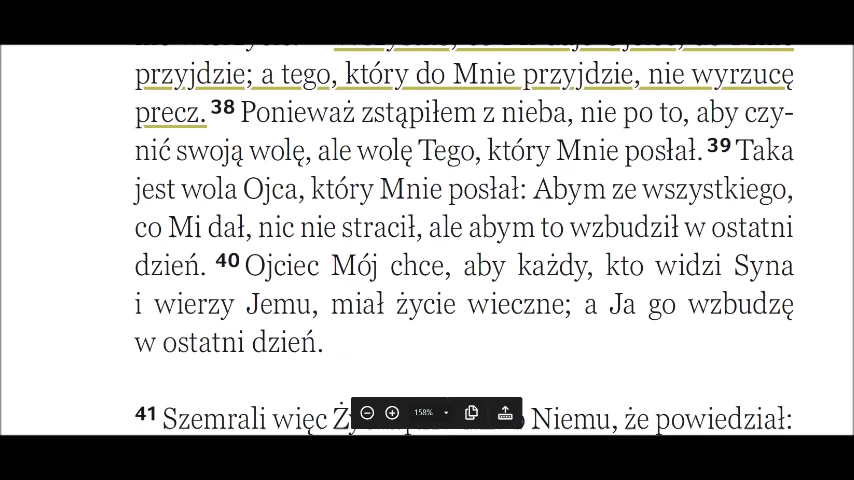 przyjdzie; a tego, który do Mnie przyjdzie, nie wyrzucę
precz. 38 Ponieważ zstąpiłem z nieba, nie po to, aby czy-
nić swoją wolę, ale wolę Tego, który Mnie posłał. 39 Taka
jest wola Ojca, który Mnie posłał: Abym ze wszystkiego,
co Mi dał, nic nie stracił, ale abym to wzbudził w ostatni
dzień. 40 Ojciec Mój chce, aby każdy, kto widzi Syna
i wierzy Jemu, miał życie wieczne; a Ja go wzbudzę
w ostatni dzień.
41 Szemrali więc Niemu, że powiedział:
158%